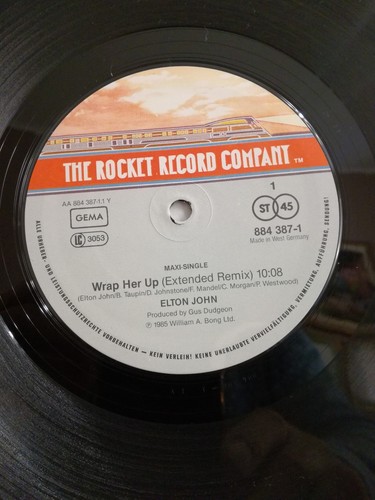 THE ROCKET RECORD COMPANY TM
AA 884 387-1.1 Y
GEMA
LC 3053
1
ST 45
884 387-1
Made in West Germany
MAXI-SINGLE
Wrap Her Up (Extended Remix) 10:08
(Elton John/B. Taupin/D. Johnstone/F. Mandel/C. Morgan/P. Westwood)
ELTON JOHN
Produced by Gus Dudgeon
℗ 1985 William A. Bong Ltd.
ALLE URHEBER- UND LEISTUNGSSCHUTZRECHTE VORBEHALTEN — KEIN VERLEIH! KEINE UNERLAUBTE VERVIELFÄLTIGUNG, VERMIETUNG, AUFFÜHRUNG, SENDUNG!